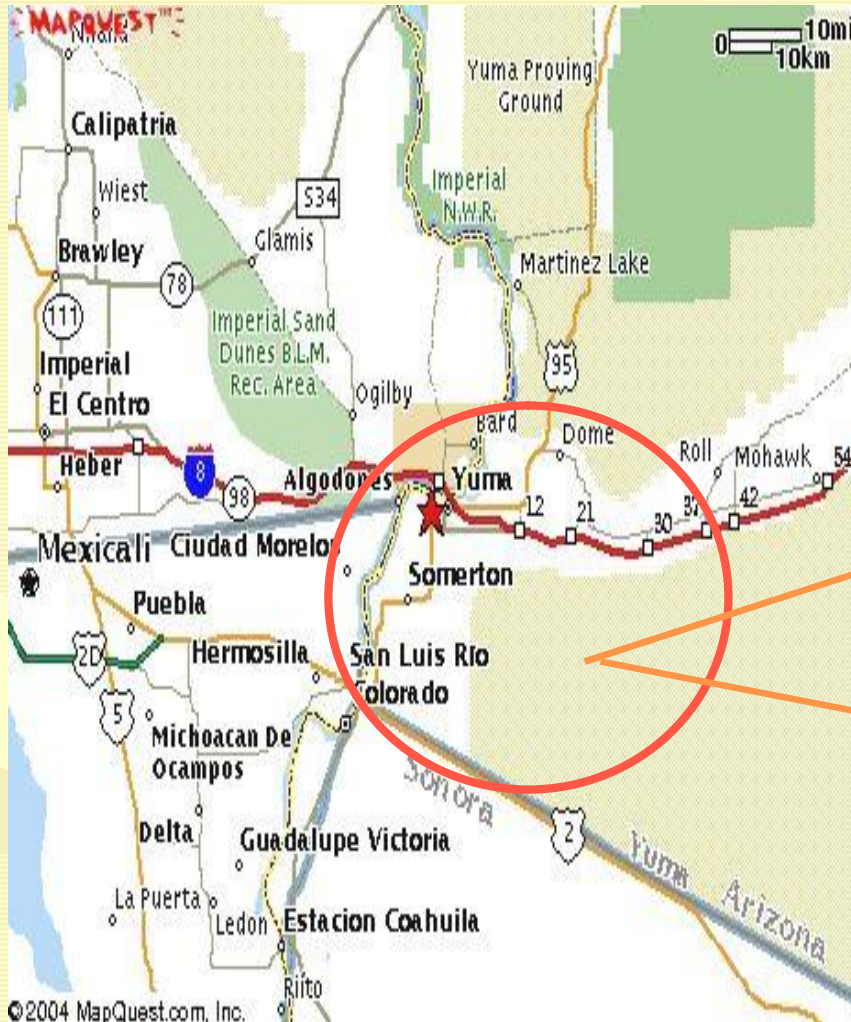 MAPQUEST
Niland
0 10mi
10km
Yuma Proving
Ground
Calipatria
Wiest
S34
Imperial
N.W.R.
Brawley
Glamis
78
Martinez Lake
111
Imperial Sand
Dunes B.L.M.
Rec. Area
95
Imperial
El Centro
Ogilby
Bard
Dome
Roll
Mohawk
54
Heber
8
98
Algodones
Yuma
12
21
30
37
42
Mexicali
Ciudad Morelos
Somerton
Puebla
2D
Hermosilla
San Luis Río
Colorado
5
Michoacan De
Ocampos
Sonora
2
Delta
Guadalupe Victoria
Yuma Arizona
La Puerta
Ledon
Estacion Coahuila
Riíto
©2004 MapQuest.com, Inc.